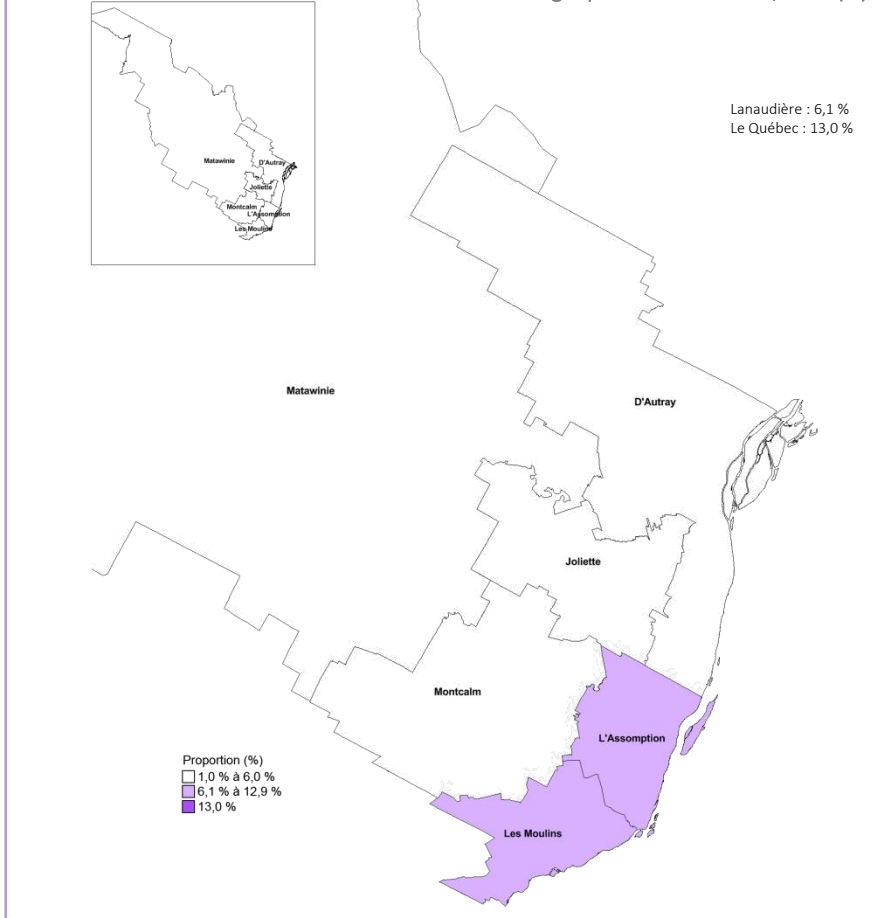 Lanaudière : 6,1 %
Le Québec : 13,0 %
Matawinie
D'Autray
Joliette
Montcalm
L'Assomption
Les Moulins
Matawinie
D'Autray
Joliette
Montcalm
L'Assomption
Les Moulins
Proportion (%)
1,0 % à 6,0 %
6,1 % à 12,9 %
13,0 %